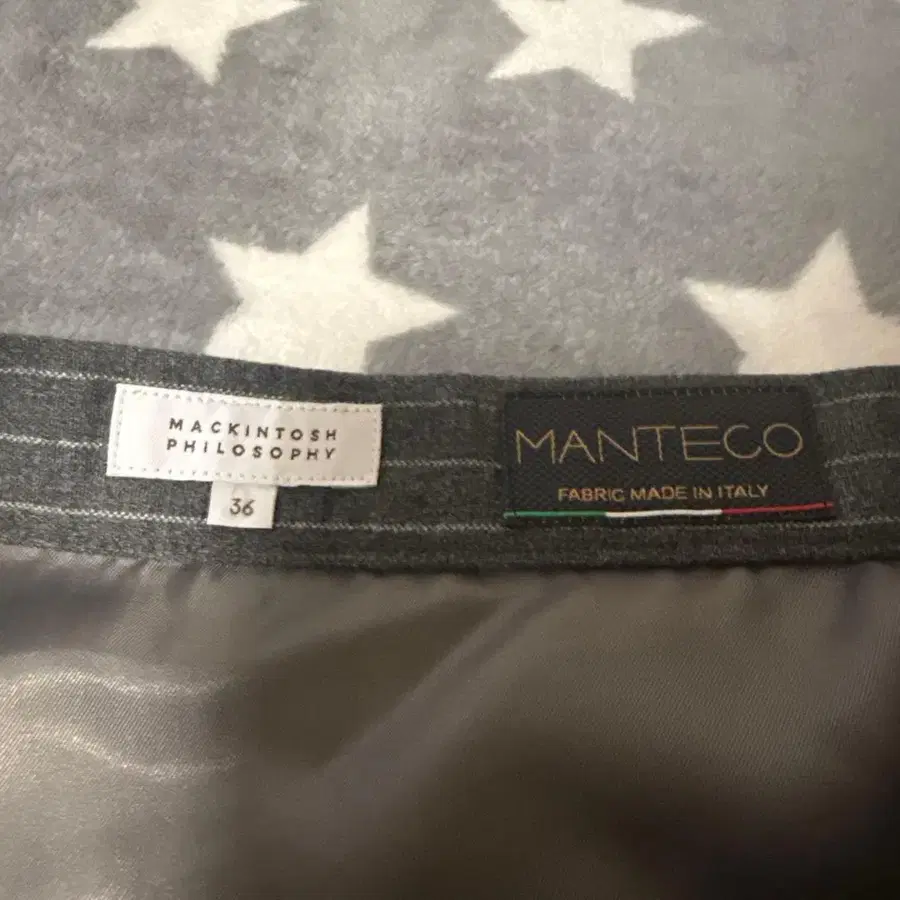 MACKINTOSH
PHILOSOPHY
36
MANTECO
FABRIC MADE IN ITALY